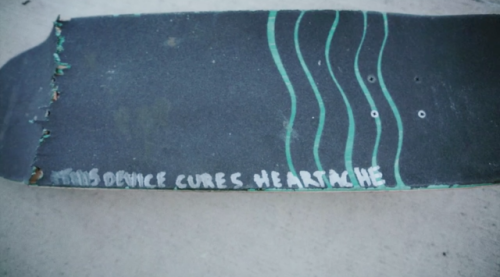 THIS DEVICE CURES HEARTACHE